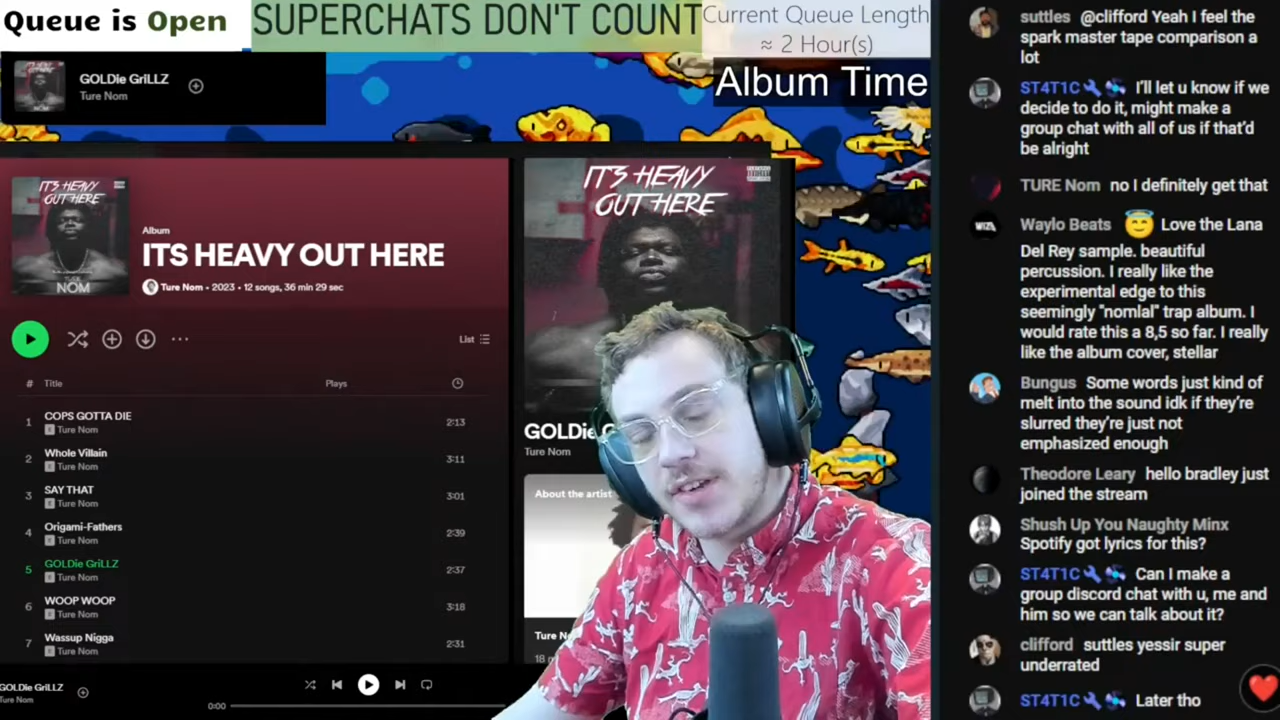 Queue is Open
SUPERCHATS DON'T COUNT
Current Queue Length
≈ 2 Hour(s)
Album Time
GOLDie GriLLZ
Ture Nom
IT'S HEAVY
OUT HERE
NOM
Album
ITS HEAVY OUT HERE
Ture Nom • 2023 • 12 songs, 36 min 29 sec
List
# Title Plays
1 COPS GOTTA DIE
E Ture Nom
2:13
2 Whole Villain
E Ture Nom
3:11
3 SAY THAT
E Ture Nom
3:01
4 Origami-Fathers
E Ture Nom
2:39
5 GOLDie GriLLZ
E Ture Nom
2:37
6 WOOP WOOP
E Ture Nom
3:18
7 Wassup Nigga
E Ture Nom
2:31
IT'S HEAVY
OUT HERE
GOLDie G
Ture Nom
About the artist
Ture N
18 m
GOLDie GriLLZ
Ture Nom
0:00
suttles @clifford Yeah I feel the
spark master tape comparison a
lot
ST4T1C I'll let u know if we
decide to do it, might make a
group chat with all of us if that'd
be alright
TURE Nom no I definitely get that
Waylo Beats Love the Lana
Del Rey sample. beautiful
percussion. I really like the
experimental edge to this
seemingly "nomlal" trap album. I
would rate this a 8,5 so far. I really
like the album cover, stellar
Bungus Some words just kind of
melt into the sound idk if they're
slurred they're just not
emphasized enough
Theodore Leary hello bradley just
joined the stream
Shush Up You Naughty Minx
Spotify got lyrics for this?
ST4T1C Can I make a
group discord chat with u, me and
him so we can talk about it?
clifford suttles yessir super
underrated
ST4T1C Later tho